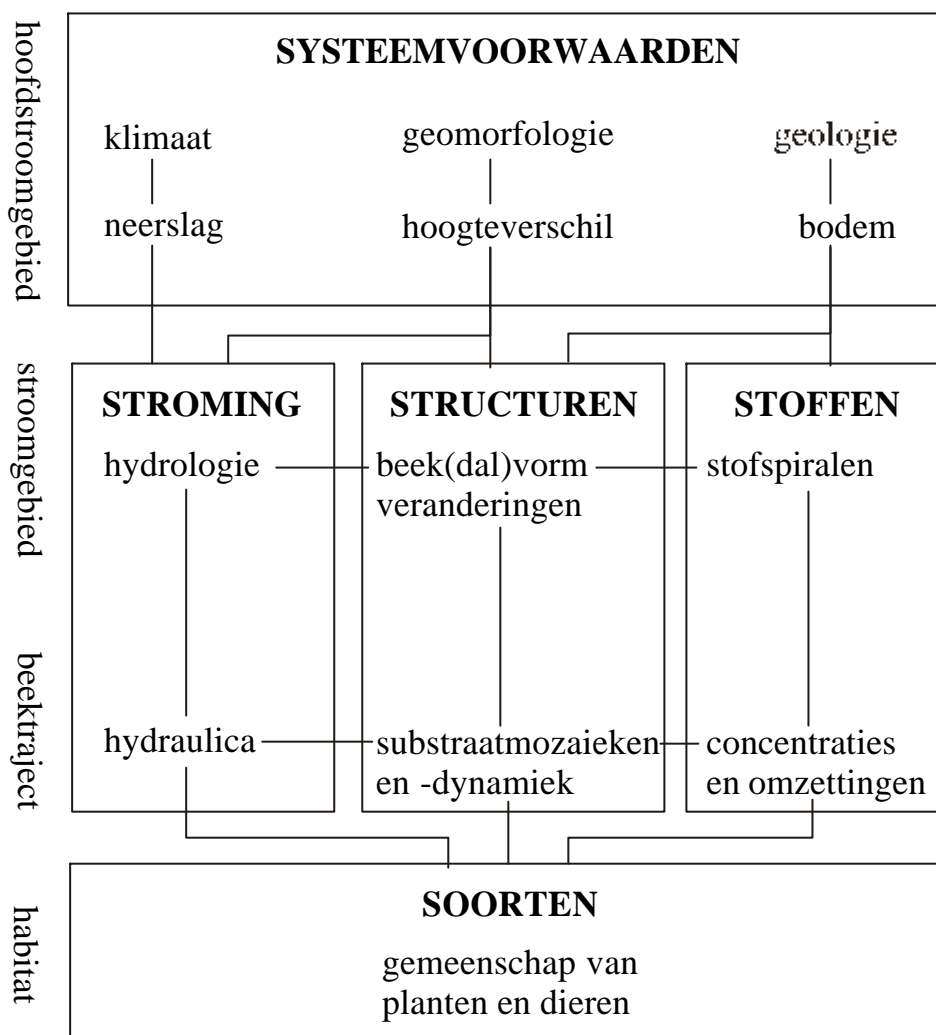 hoofdstroomgebied
SYSTEEMVOORWAARDEN
klimaat
geomorfologie
geologie
neerslag
hoogteverschil
bodem
stroomgebied
STROMING
STRUCTUREN
STOFFEN
hydrologie
beek(dal)vorm
veranderingen
stofspiralen
beektraject
hydraulica
substraatmozaieken
en -dynamiek
concentraties
en omzettingen
habitat
SOORTEN
gemeenschap van
planten en dieren